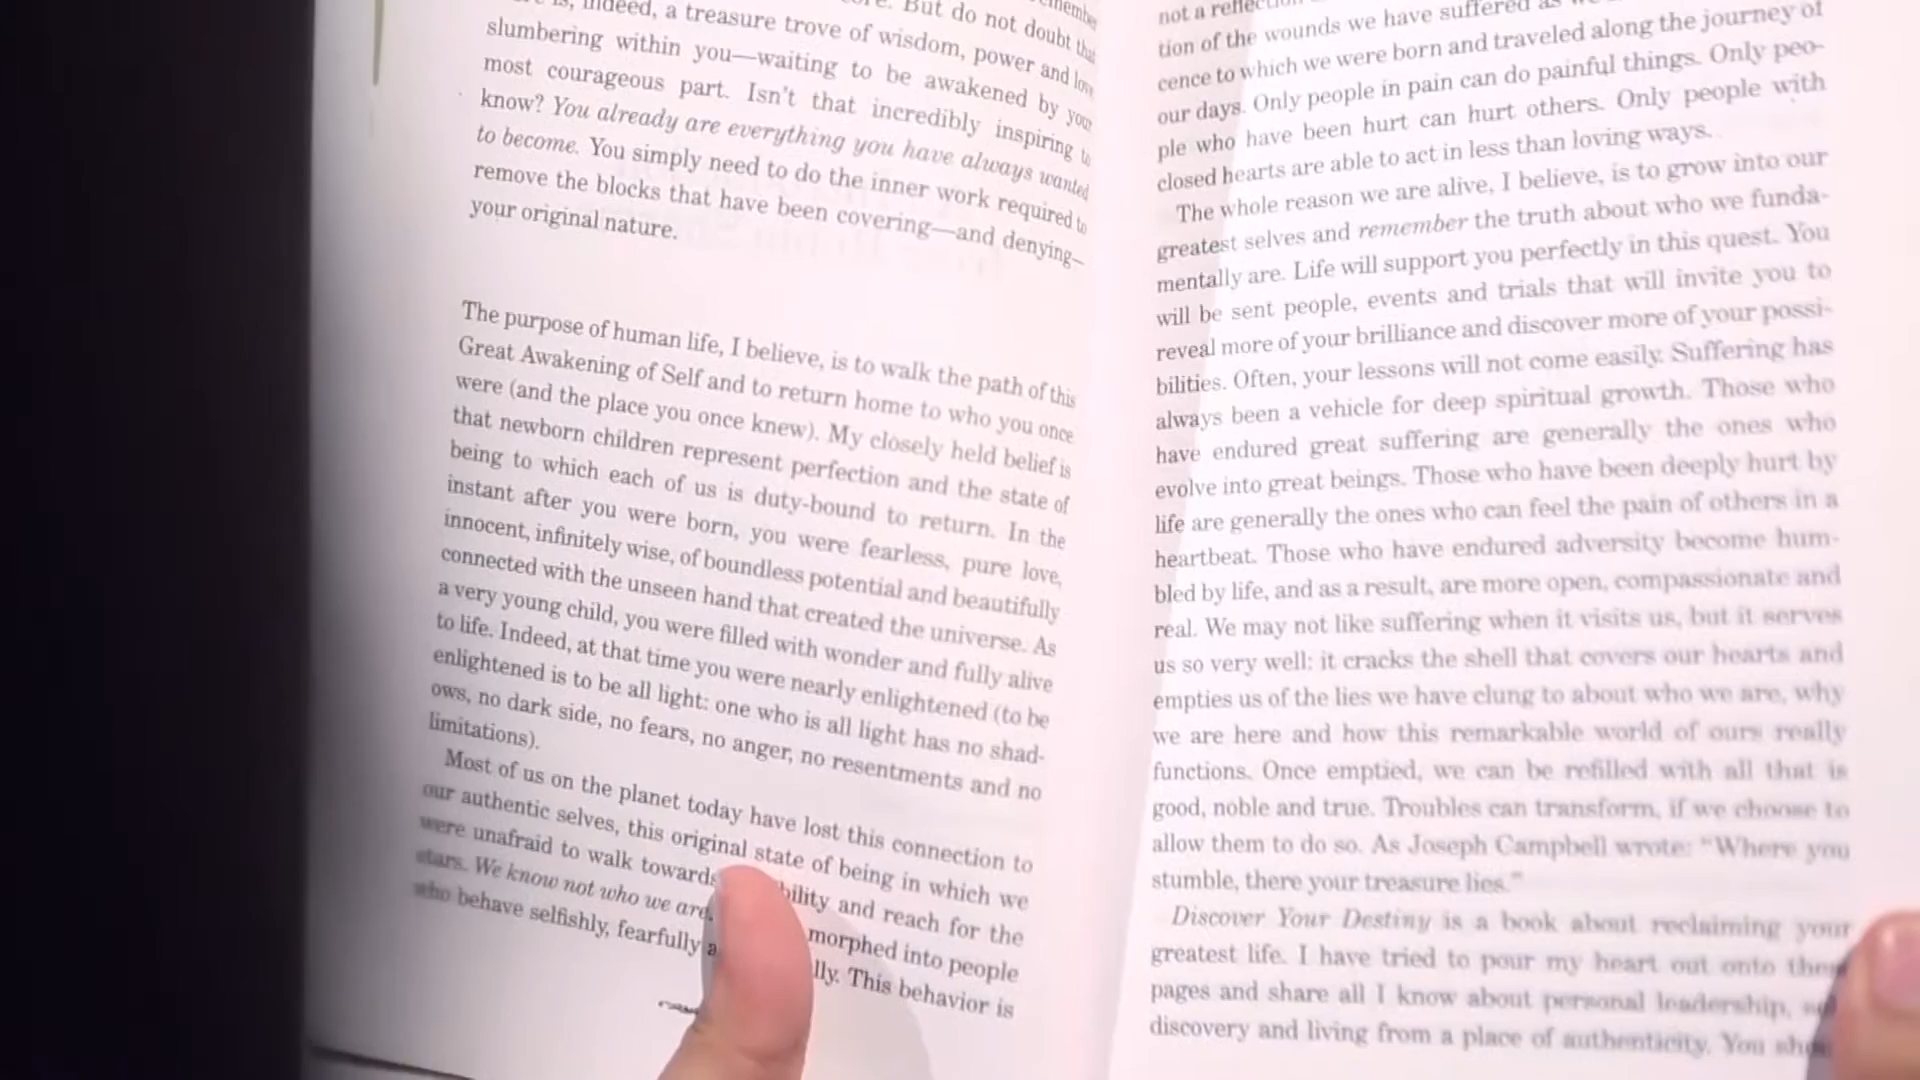 indeed, a treasure trove of wisdom, power and love
slumbering within you—waiting to be awakened by your
most courageous part. Isn't that incredibly inspiring to
know? You already are everything you have always wanted
to become. You simply need to do the inner work required to
remove the blocks that have been covering—and denying—
your original nature.
The purpose of human life, I believe, is to walk the path of this
Great Awakening of Self and to return home to who you once
were (and the place you once knew). My closely held belief is
that newborn children represent perfection and the state of
being to which each of us is duty-bound to return. In the
instant after you were born, you were fearless, pure love,
innocent, infinitely wise, of boundless potential and beautifully
connected with the unseen hand that created the universe. As
a very young child, you were filled with wonder and fully alive
to life. Indeed, at that time you were nearly enlightened (to be
enlightened is to be all light: one who is all light has no shad-
ows, no dark side, no fears, no anger, no resentments and no
limitations).
Most of us on the planet today have lost this connection to
our authentic selves, this original state of being in which we
were unafraid to walk towards bility and reach for the
stars. We know not who we are. morphed into people
who behave selfishly, fearfully a lly. This behavior is
not a
tion of the wounds we have suffered as
cence to which we were born and traveled along the journey of
our days. Only people in pain can do painful things. Only peo-
ple who have been hurt can hurt others. Only people with
closed hearts are able to act in less than loving ways.
The whole reason we are alive, I believe, is to grow into our
greatest selves and remember the truth about who we funda-
mentally are. Life will support you perfectly in this quest. You
will be sent people, events and trials that will invite you to
reveal more of your brilliance and discover more of your possi-
bilities. Often, your lessons will not come easily. Suffering has
always been a vehicle for deep spiritual growth. Those who
have endured great suffering are generally the ones who
evolve into great beings. Those who have been deeply hurt by
life are generally the ones who can feel the pain of others in a
heartbeat. Those who have endured adversity become hum-
bled by life, and as a result, are more open, compassionate and
real. We may not like suffering when it visits us, but it serves
us so very well: it cracks the shell that covers our hearts and
empties us of the lies we have clung to about who we are, why
we are here and how this remarkable world of ours really
functions. Once emptied, we can be refilled with all that is
good, noble and true. Troubles can transform, if we choose to
allow them to do so. As Joseph Campbell wrote: "Where you
stumble, there your treasure lies."
Discover Your Destiny is a book about reclaiming your
greatest life. I have tried to pour my heart out onto
pages and share all I know about personal leadership,
discovery and living from a place of authenticity. You